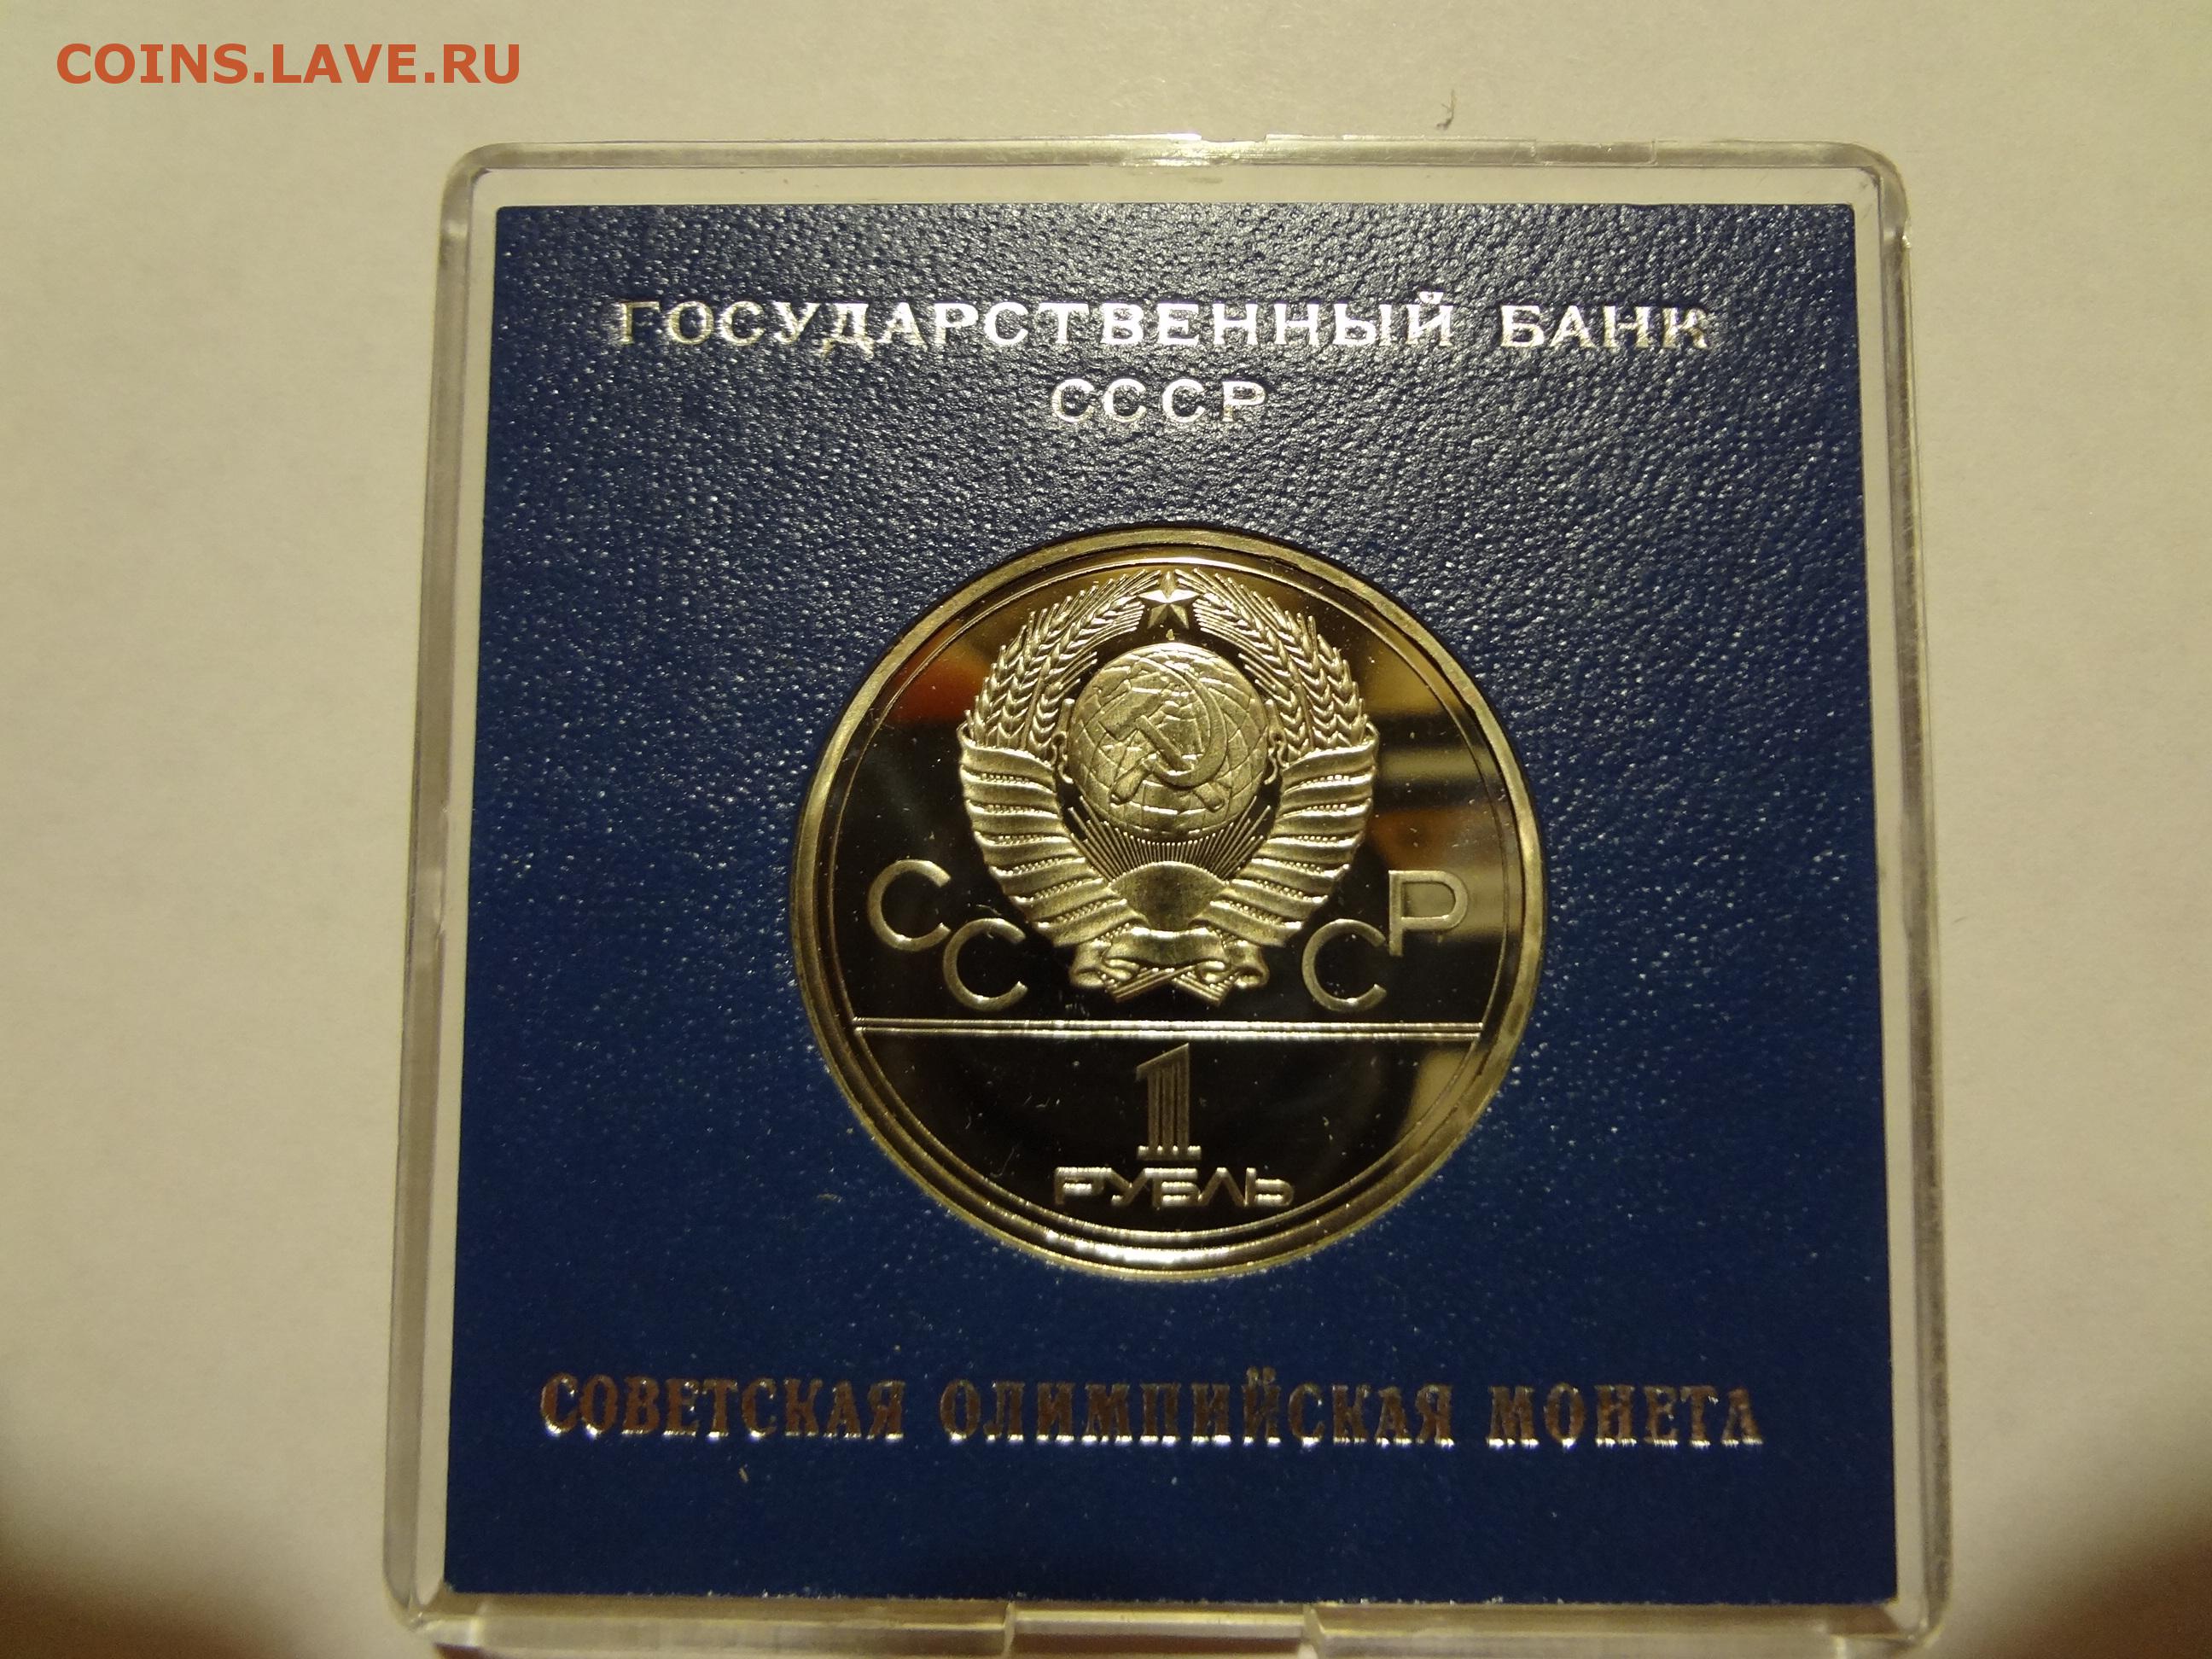 COINS.LAVE.RU
ГОСУДАРСТВЕННЫЙ БАНК
СССР
СССР
1
РУБЛЬ
СОВЕТСКАЯ ОЛИМПИЙСКАЯ МОНЕТА